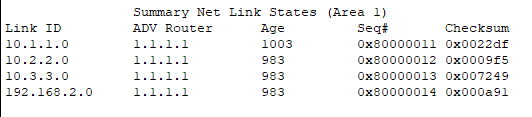 Summary Net Link States (Area 1)
Link ID ADV Router Age Seq# Checksum
10.1.1.0 1.1.1.1 1003 0x80000011 0x0022df
10.2.2.0 1.1.1.1 983 0x80000012 0x0009f5
10.3.3.0 1.1.1.1 983 0x80000013 0x007249
192.168.2.0 1.1.1.1 983 0x80000014 0x000a91